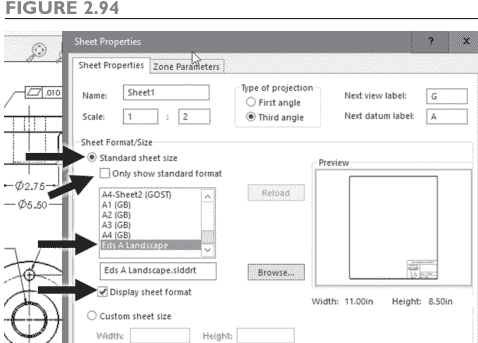 FIGURE 2.94
Sheet Properties ? X
Sheet Properties Zone Parameters
Name: Sheet1
Type of projection
First angle
Third angle
Next view label: G
Scale: 1 : 2
Next datum label: A
.010
Sheet Format/Size
Standard sheet size
Only show standard format
Preview
A4-Sheet2 (GOST)
A1 (GB)
A2 (GB)
A3 (GB)
A4 (GB)
Eds A Landscape
Reload
Ø2.75
Ø5.50
Eds A Landscape.slddrt
Browse...
Display sheet format
Width: 11.00in Height: 8.50in
Custom sheet size
Width: Height: